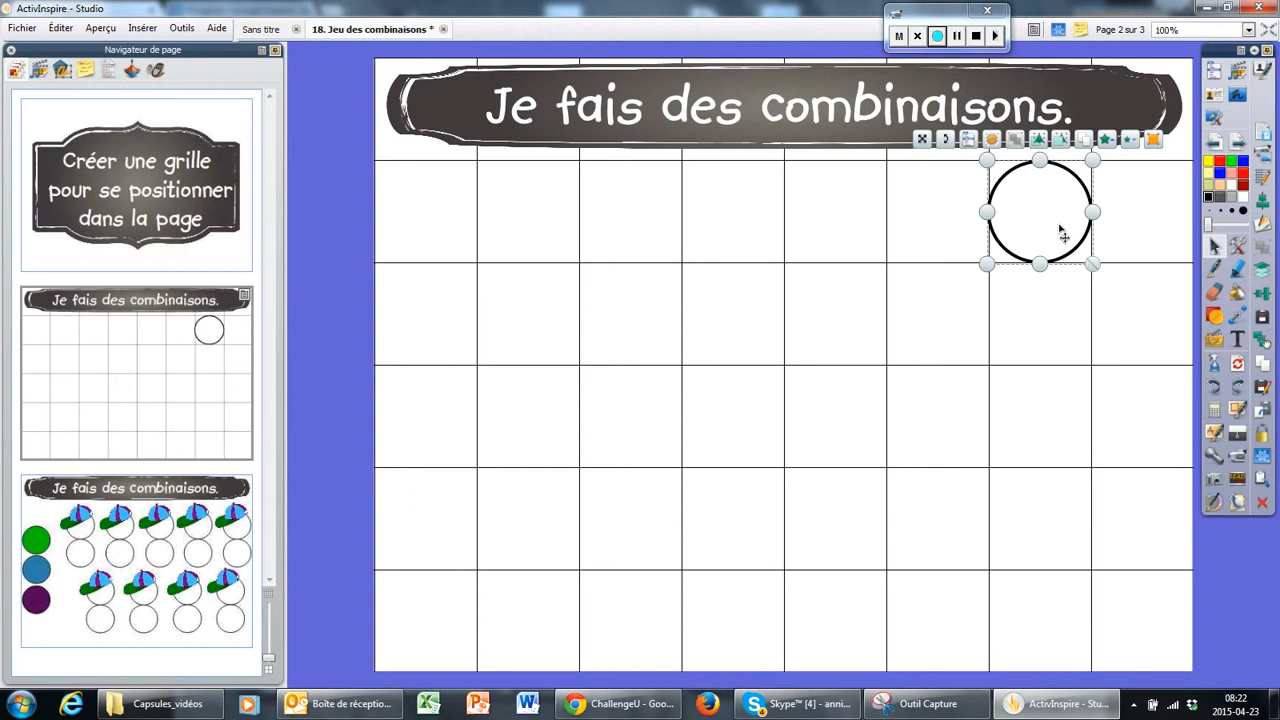 ActivInspire - Studio
Fichier Éditer Aperçu Insérer Outils Aide
Sans titre
18. Jeu des combinaisons *
M
Page 2 sur 3
100%
Navigateur de page
Créer une grille
pour se positionner
dans la page
Je fais des combinaisons.
Je fais des combinaisons.
Je fais des combinaisons.
Capsules_vidéos
Boîte de réceptio...
ChallengeU - Goo...
Skype™ [4] - anni...
Outil Capture
ActivInspire - Stu...
08:22
2015-04-23